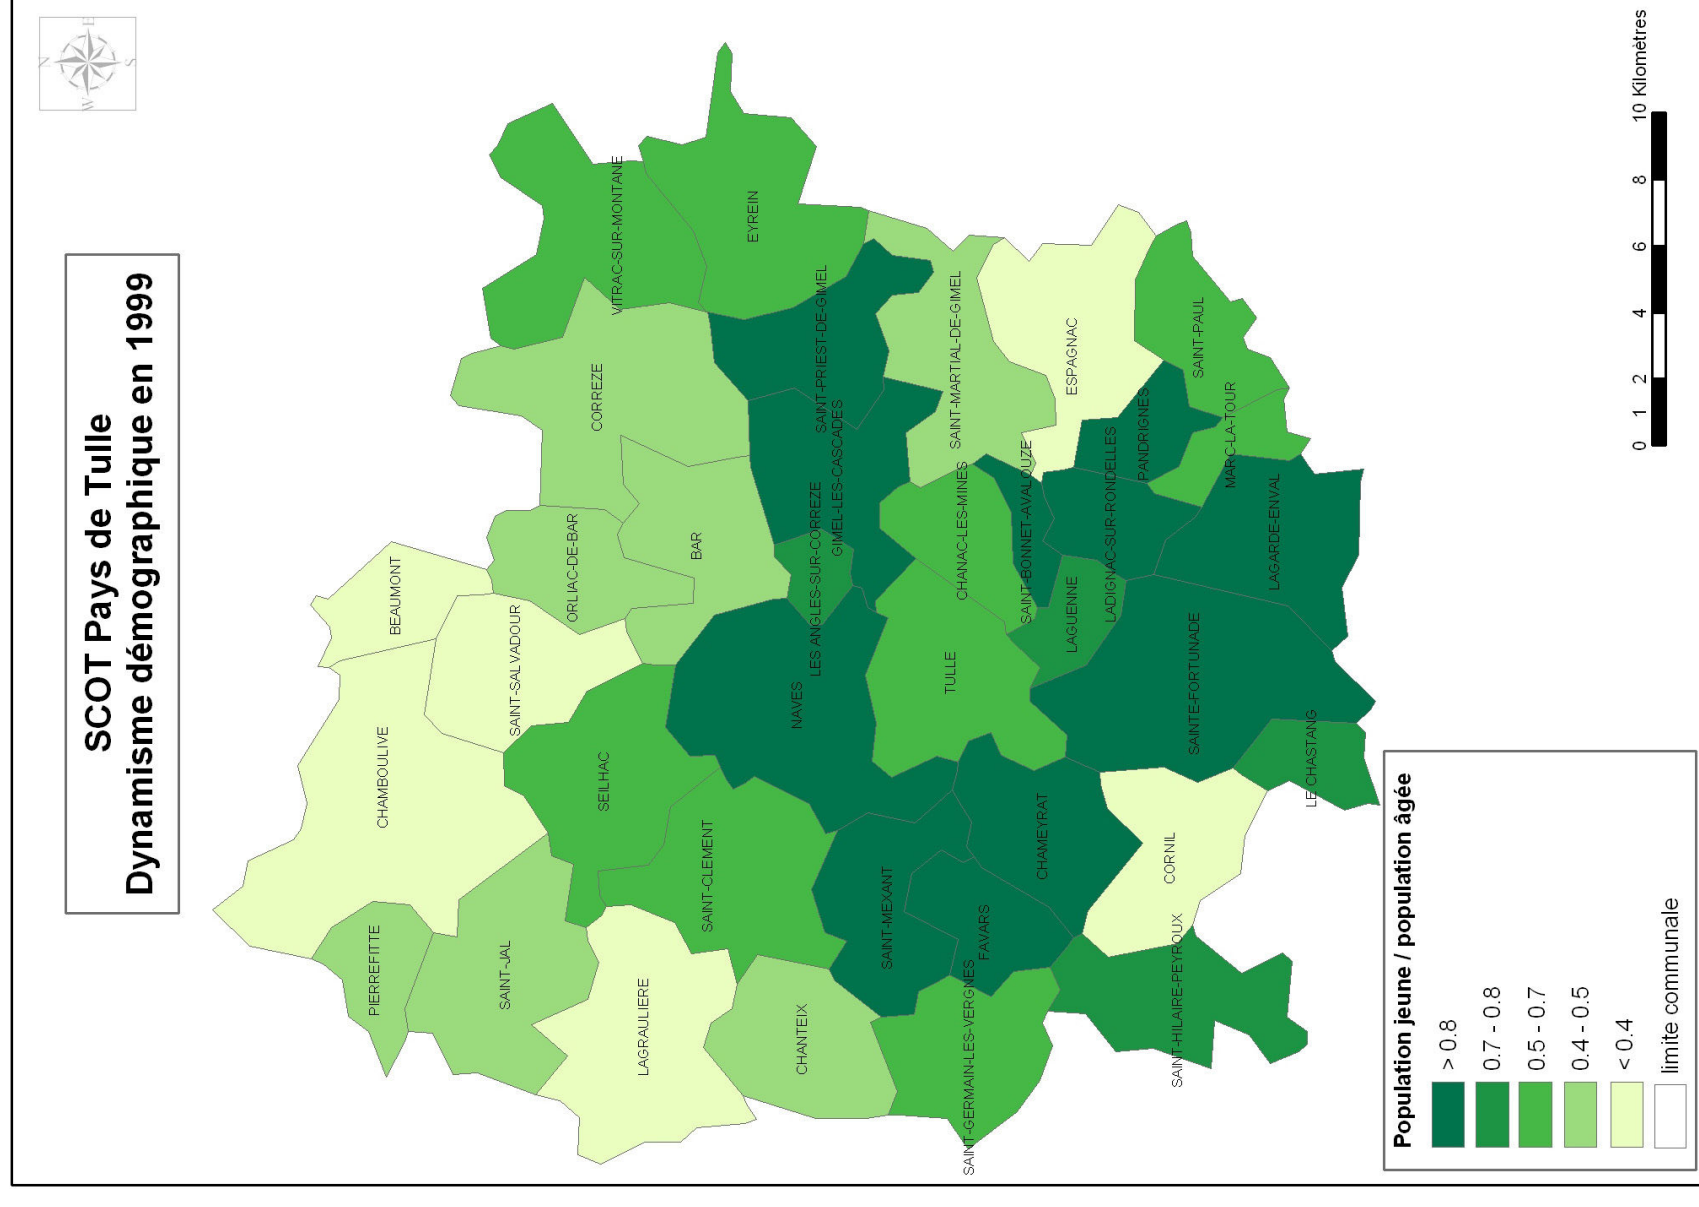 SCOT Pays de Tulle
Dynamisme démographique en 1999
N
E
S
W
BEAUMONT
CHAMBOULIVE
PIERREFITTE
SAINT-SALVADOUR
ORLIAC-DE-BAR
SAINT-JAL
VITRAC-SUR-MONTANE
CORREZE
SEILHAC
LAGRAULIERE
BAR
SAINT-CLEMENT
EYREIN
NAVES
CHANTEIX
SAINT-PRIEST-DE-GIMEL
LES ANGLES-SUR-CORREZE
GIMEL-LES-CASCADES
SAINT-MEXANT
SAINT-MARTIAL-DE-GIMEL
CHANAC-LES-MINES
TULLE
SAINT-GERMAIN-LES-VERGNES
FAVARS
SAINT-BONNET-AVALOUZE
CHAMEYRAT
ESPAGNAC
LAGUENNE
LADIGNAC-SUR-RONDELLES
PANDRIGNES
CORNIL
SAINT-HILAIRE-PEYROUX
SAINT-PAUL
SAINTE-FORTUNADE
MARC-LA-TOUR
LAGARDE-ENVAL
LE CHASTANG
Population jeune / population âgée
> 0.8
0.7 - 0.8
0.5 - 0.7
0.4 - 0.5
< 0.4
limite communale
0 1 2 4 6 8 10 Kilomètres